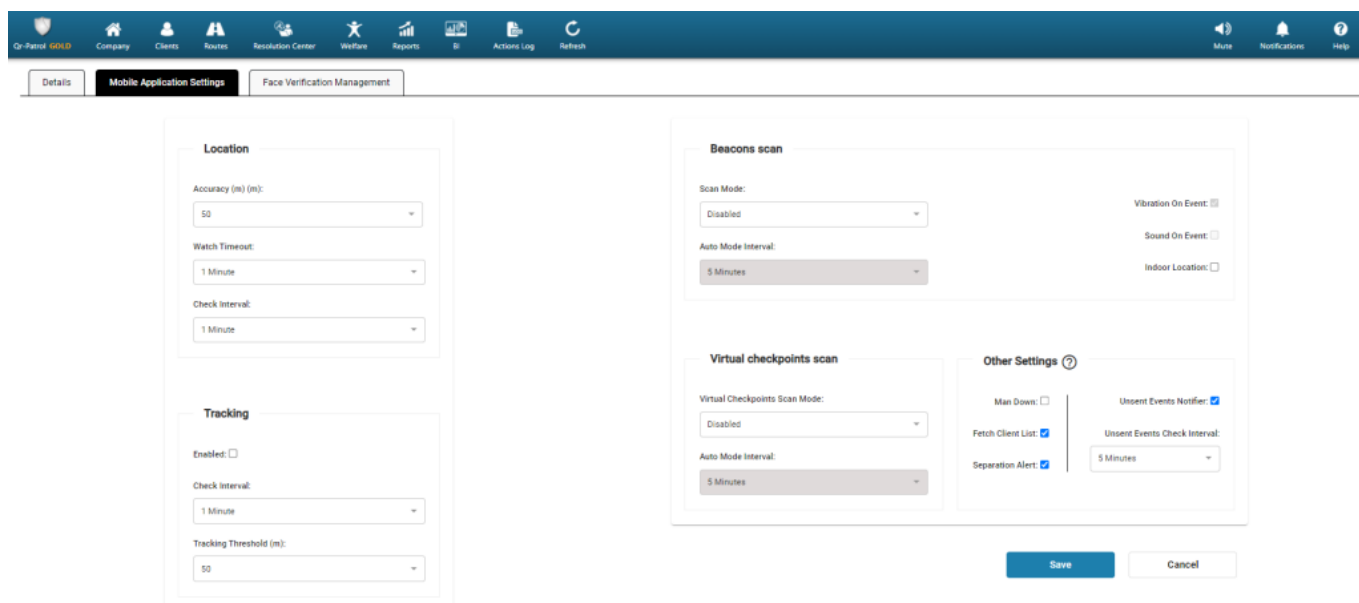 Qr-Patrol GOLD Company Clients Routes Resolution Center Welfare Reports BI Actions Log Refresh Mute Notifications Help
Details Mobile Application Settings Face Verification Management
Location
Accuracy (m) (m):
50
Watch Timeout:
1 Minute
Check Interval:
1 Minute
Tracking
Enabled:
Check Interval:
1 Minute
Tracking Threshold (m):
50
Beacons scan
Scan Mode:
Disabled
Auto Mode Interval:
5 Minutes
Vibration On Event:
Sound On Event:
Indoor Location:
Virtual checkpoints scan
Virtual Checkpoints Scan Mode:
Disabled
Auto Mode Interval:
5 Minutes
Other Settings ?
Man Down:
Fetch Client List:
Separation Alert:
Unsent Events Notifier:
Unsent Events Check Interval:
5 Minutes
Save Cancel